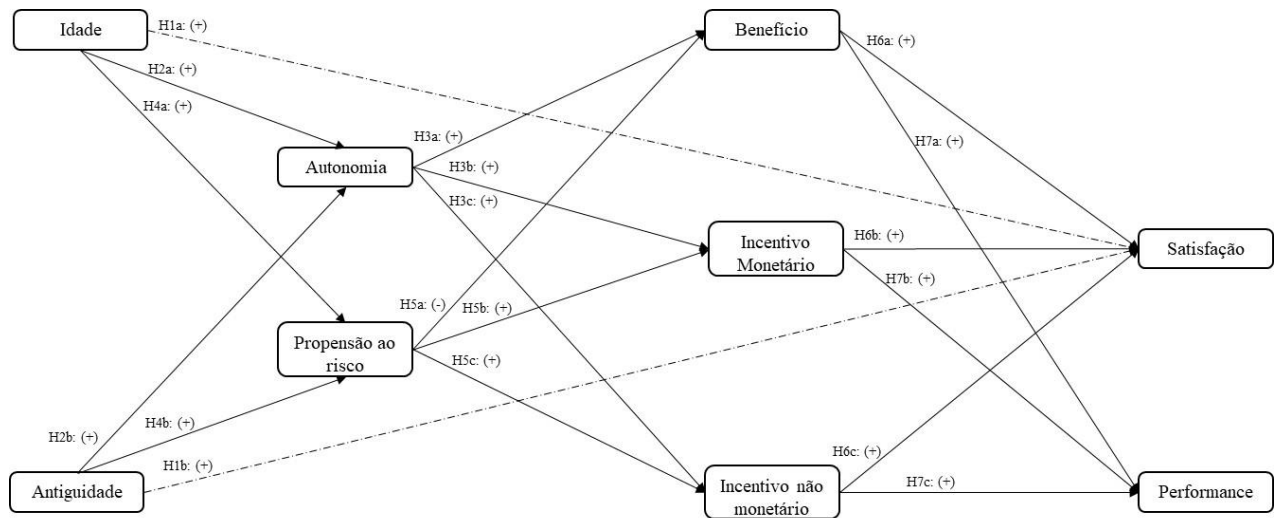 Idade
H1a: (+)
Benefício
H6a: (+)
H2a: (+)
H4a: (+)
H3a: (+)
H7a: (+)
Autonomia
H3b: (+)
H3c: (+)
Incentivo
Monetário
H6b: (+)
Satisfação
H7b: (+)
H5a: (-)
H5b: (+)
Propensão ao
risco
H5c: (+)
H4b: (+)
H2b: (+)
H1b: (+)
H6c: (+)
Antiguidade
Incentivo não
monetário
H7c: (+)
Performance